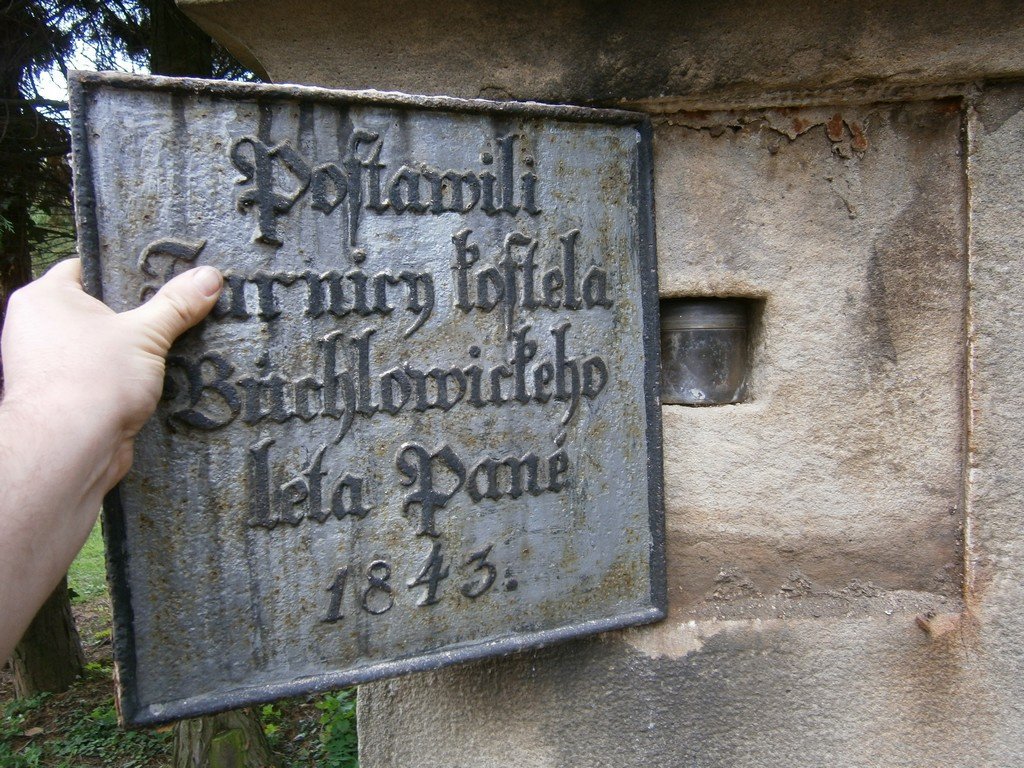 Postawili
Farnicy kostela
Buchlowickeho
leta Pané
1843.